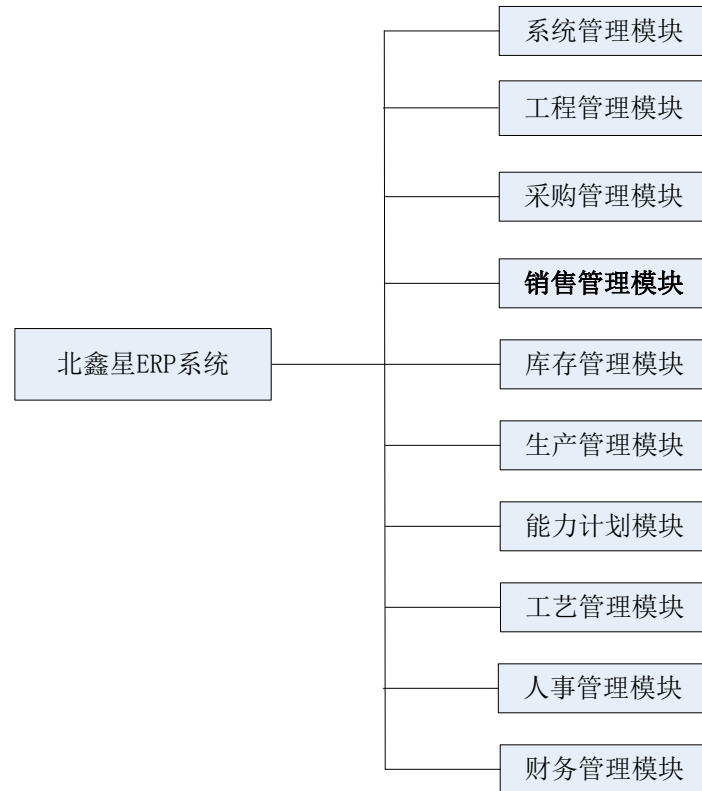 系统管理模块
工程管理模块
采购管理模块
销售管理模块
北鑫星ERP系统
库存管理模块
生产管理模块
能力计划模块
工艺管理模块
人事管理模块
财务管理模块